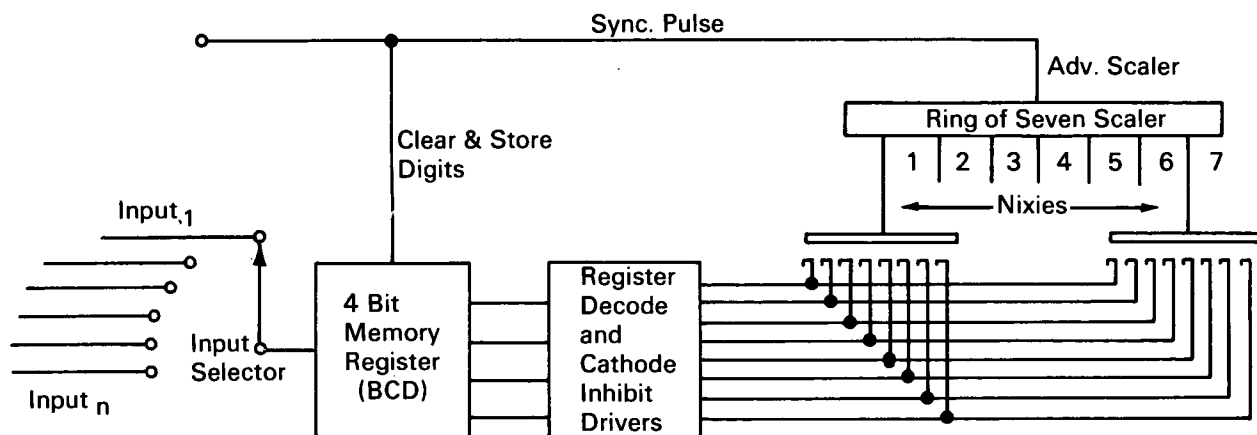 Sync. Pulse
Adv. Scaler
Ring of Seven Scaler
1 2 3 4 5 6 7
Nixies
Clear & Store
Digits
Input 1
Input
Selector
Input n
4 Bit
Memory
Register
(BCD)
Register
Decode
and
Cathode
Inhibit
Drivers